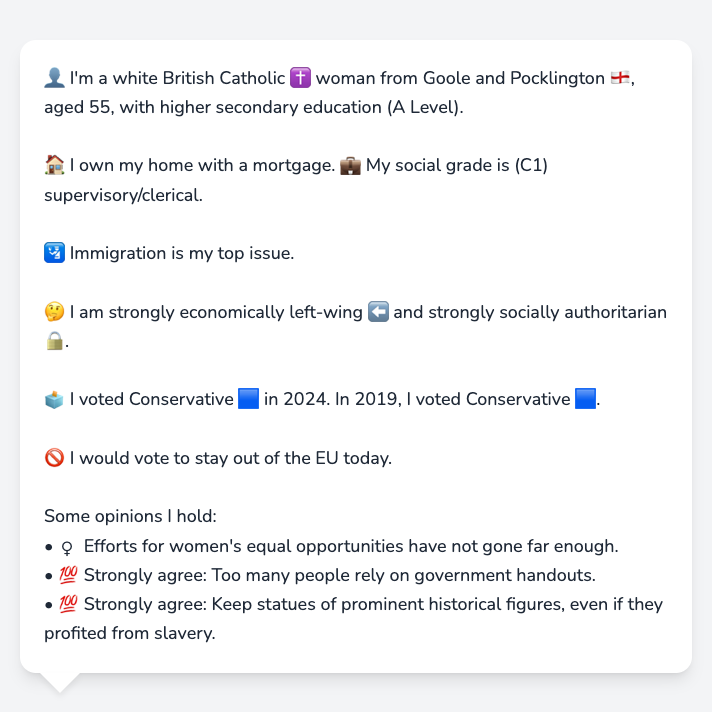 👤 I'm a white British Catholic ✝️ woman from Goole and Pocklington 🏴󠁧󠁢󠁥󠁮󠁧󠁿,
aged 55, with higher secondary education (A Level).
🏠 I own my home with a mortgage. 💼 My social grade is (C1)
supervisory/clerical.
🛂 Immigration is my top issue.
🤔 I am strongly economically left-wing ⬅️ and strongly socially authoritarian
🔒.
🗳️ I voted Conservative 🟦 in 2024. In 2019, I voted Conservative 🟦.
🚫 I would vote to stay out of the EU today.
Some opinions I hold:
• ♀ Efforts for women's equal opportunities have not gone far enough.
• 💯 Strongly agree: Too many people rely on government handouts.
• 💯 Strongly agree: Keep statues of prominent historical figures, even if they
profited from slavery.